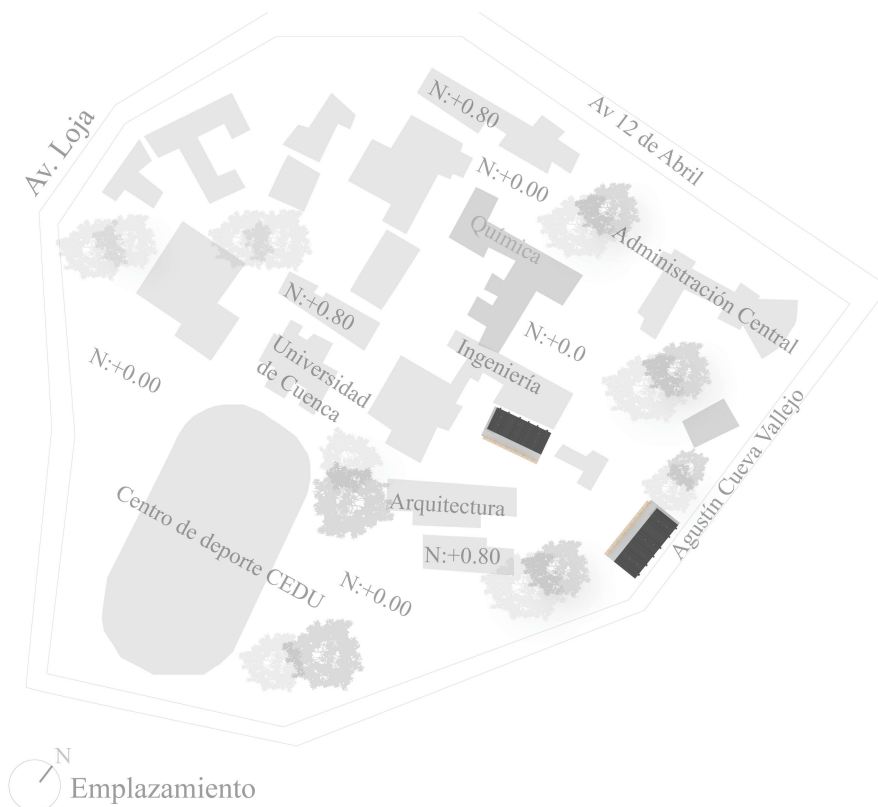 Av. Loja
N:+0.80
Av 12 de Abril
N:+0.00
Química
Administración Central
N:+0.80
N:+0.0
Universidad
de Cuenca
Ingeniería
N:+0.00
Agustín Cueva Vallejo
Centro de deporte CEDU
Arquitectura
N:+0.80
N:+0.00
N
Emplazamiento